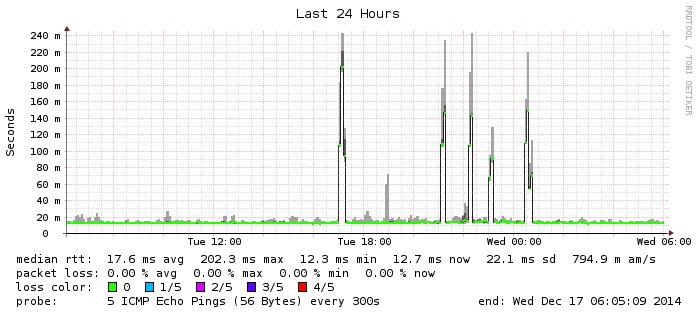 Last 24 Hours
RRDTOOL / TOBI OETIKER
Seconds
240 m
220 m
200 m
180 m
160 m
140 m
120 m
100 m
80 m
60 m
40 m
20 m
0
Tue 12:00 Tue 18:00 Wed 00:00 Wed 06:00
median rtt: 17.6 ms avg 202.3 ms max 12.3 ms min 12.7 ms now 22.1 ms sd 794.9 m am/s
packet loss: 0.00 % avg 0.00 % max 0.00 % min 0.00 % now
loss color: 0 1/5 2/5 3/5 4/5
probe: 5 ICMP Echo Pings (56 Bytes) every 300s end: Wed Dec 17 06:05:09 2014